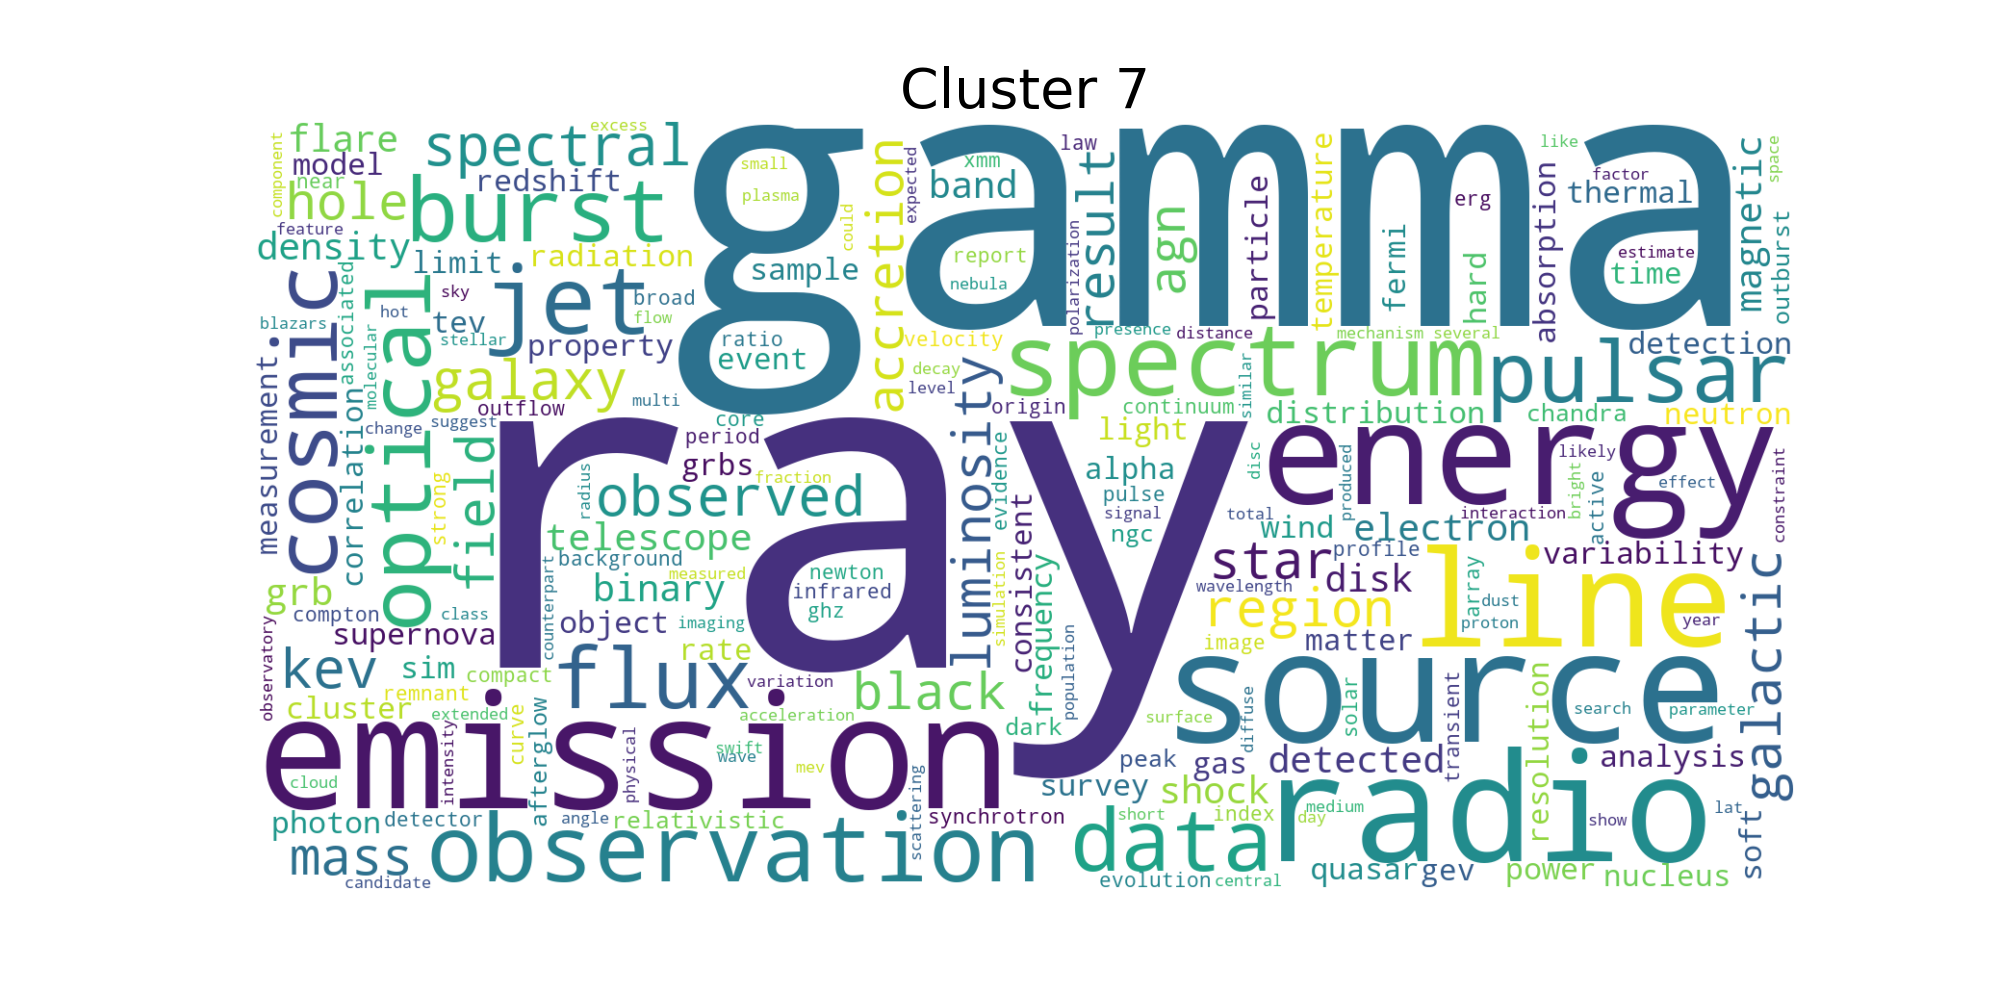 Cluster 7
gamma
ray
emission
source
radio
energy
line
spectrum
observation
pulsar
burst
jet
cosmic
optical
flux
data
spectral
galaxy
observed
black
hole
star
region
galactic
luminosity
accretion
result
agn
field
kev
mass
flare
model
near
redshift
density
limit
radiation
feature
component
excess
small
plasma
could
expected
xmm
band
report
nebula
law
polarization
particle
temperature
fermi
erg
hard
absorption
like
factor
thermal
estimate
time
magnetic
space
outburst
sample
ratio
event
sky
hot
blazars
associated
molecular
tev
stellar
broad
flow
property
velocity
decay
level
presence
distance
mechanism
several
similar
detection
outflow
multi
core
origin
continuum
light
distribution
chandra
neutron
measurement
correlation
change
suggest
strong
period
grbs
fraction
radius
evidence
alpha
pulse
signal
ngc
disc
total
produced
likely
bright
active
effect
constraint
interaction
wind
electron
telescope
background
measured
newton
infrared
ghz
binary
object
imaging
counterpart
simulation
consistent
frequency
population
profile
variability
wavelength
disk
array
dust
proton
year
image
matter
grb
compton
class
supernova
observatory
sim
compact
rate
variation
cluster
remnant
extended
curve
afterglow
acceleration
swift
wave
mev
physical
intensity
cloud
dark
surface
diffuse
solar
transient
resolution
search
parameter
peak
gas
detected
analysis
photon
detector
angle
relativistic
scattering
synchrotron
survey
shock
short
index
day
medium
show
lat
soft
candidate
evolution
central
quasar
gev
power
nucleus